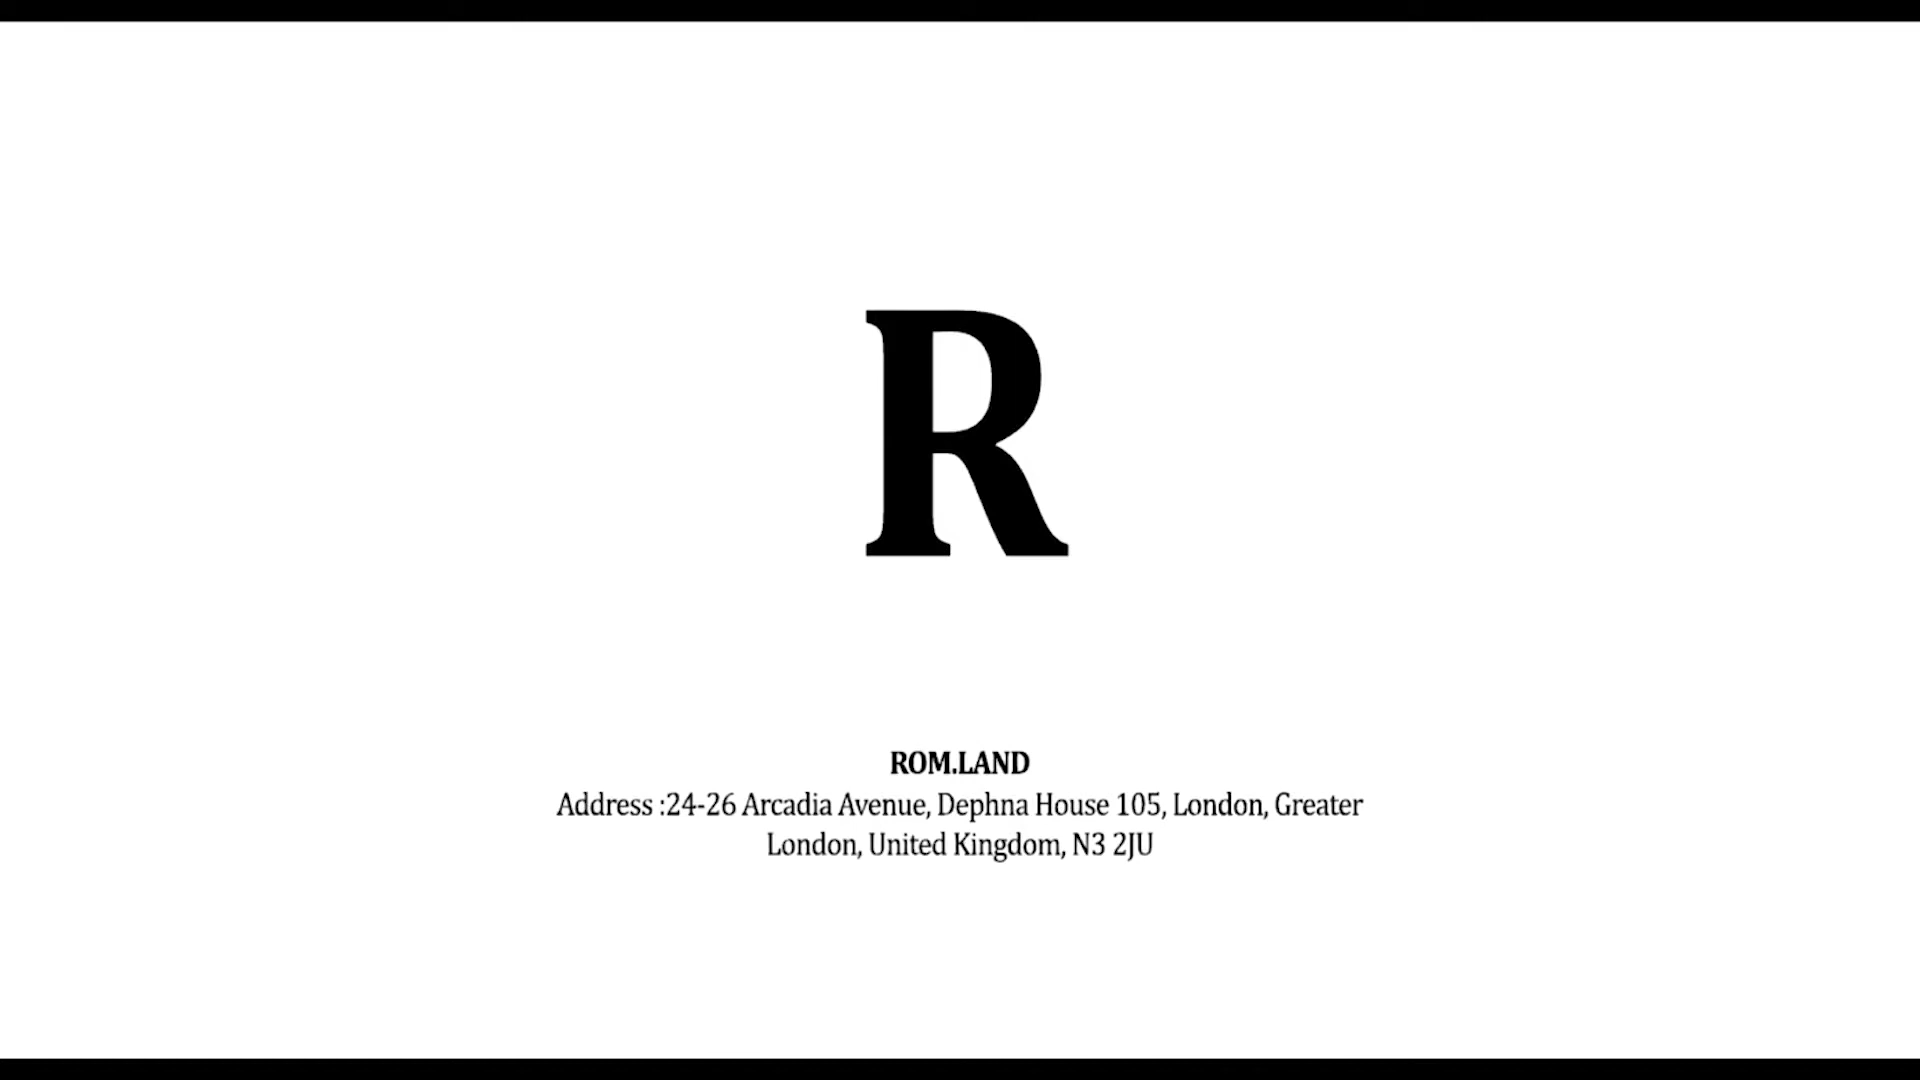 R
ROM.LAND
Address :24-26 Arcadia Avenue, Dephna House 105, London, Greater
London, United Kingdom, N3 2JU